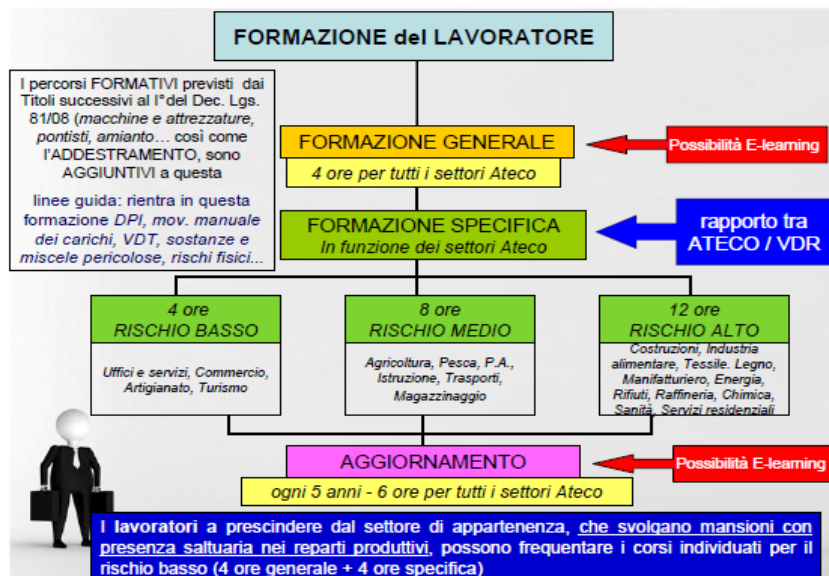 FORMAZIONE del LAVORATORE
I percorsi FORMATIVI previsti dai
Titoli successivi al I°del Dec. Lgs.
81/08 (macchine e attrezzature,
pontisti, amianto… così come
l'ADDESTRAMENTO, sono
AGGIUNTIVI a questa
linee guida: rientra in questa
formazione DPI, mov. manuale
dei carichi, VDT, sostanze e
miscele pericolose, rischi fisici...
FORMAZIONE GENERALE
4 ore per tutti i settori Ateco
Possibilità E-learning
FORMAZIONE SPECIFICA
In funzione dei settori Ateco
rapporto tra
ATECO / VDR
4 ore
RISCHIO BASSO
Uffici e servizi, Commercio,
Artigianato, Turismo
8 ore
RISCHIO MEDIO
Agricoltura, Pesca, P.A.,
Istruzione, Trasporti,
Magazzinaggio
12 ore
RISCHIO ALTO
Costruzioni, Industria
alimentare, Tessile. Legno,
Manifatturiero, Energia,
Rifiuti, Raffineria, Chimica,
Sanità, Servizi residenziali
AGGIORNAMENTO
ogni 5 anni - 6 ore per tutti i settori Ateco
Possibilità E-learning
I lavoratori a prescindere dal settore di appartenenza, che svolgano mansioni con
presenza saltuaria nei reparti produttivi, possono frequentare i corsi individuati per il
rischio basso (4 ore generale + 4 ore specifica)